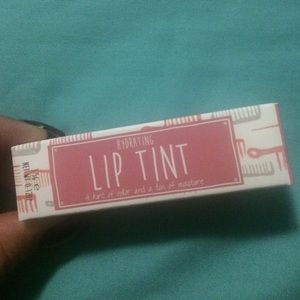 HYDRATING
LIP TINT
a hint of color and a ton of moisture